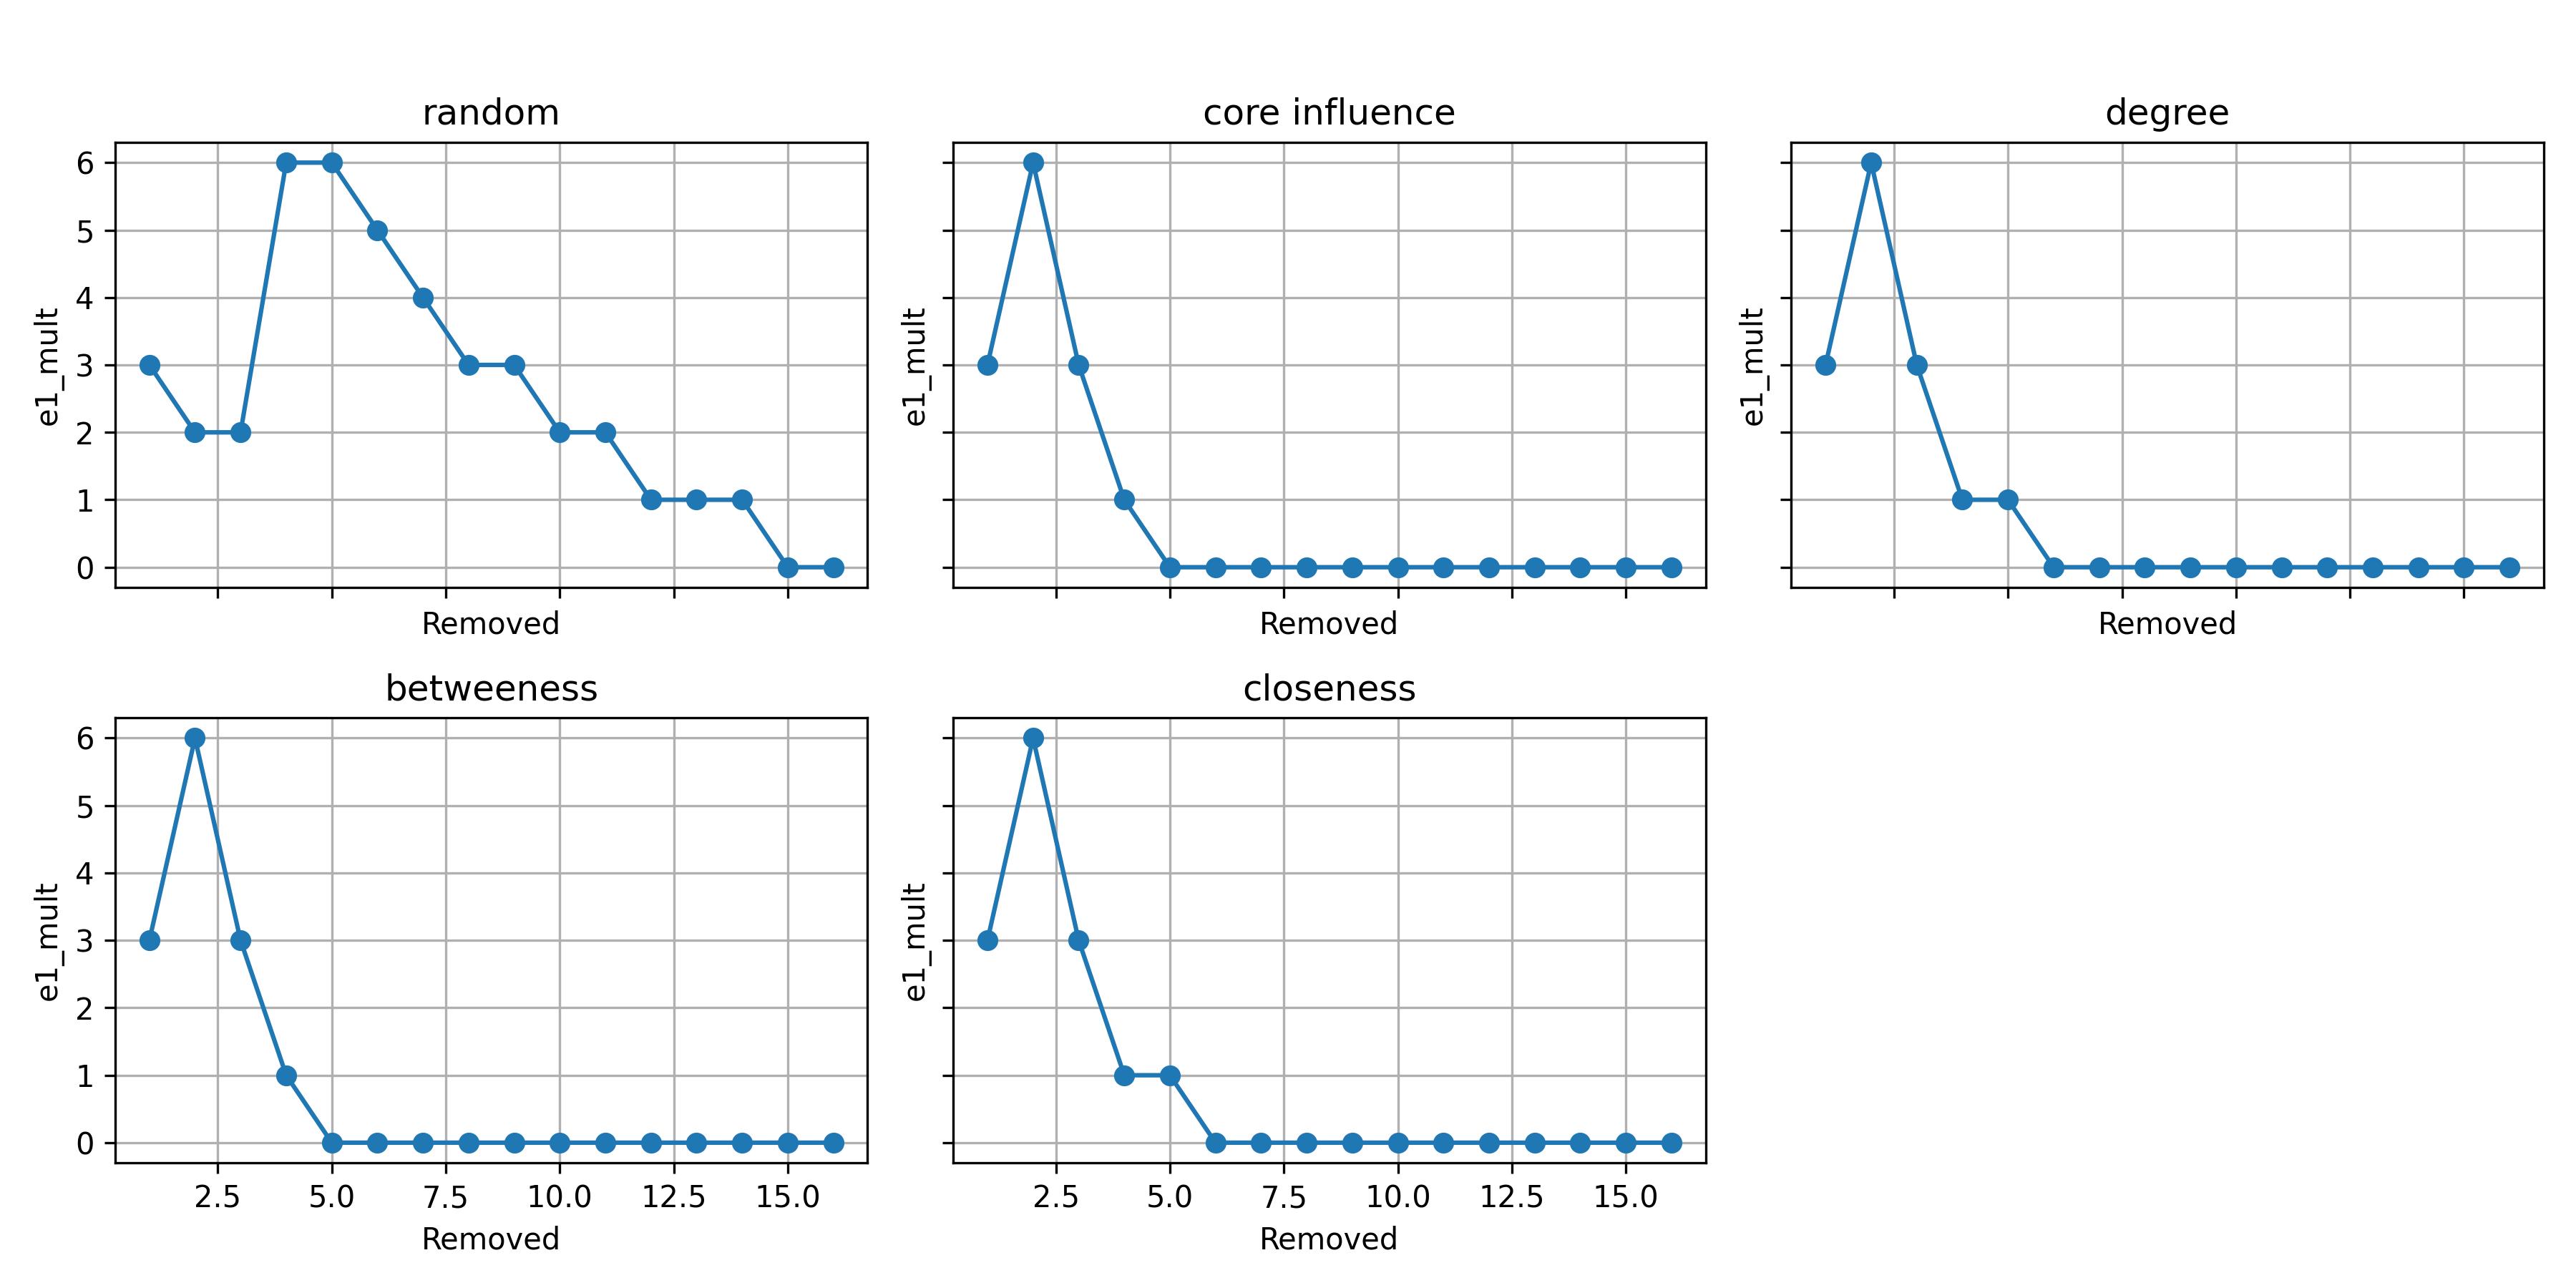 random
core influence
degree
6
5
4
3
2
1
0
e1_mult
e1_mult
e1_mult
Removed
Removed
Removed
betweeness
closeness
6
5
4
3
2
1
0
e1_mult
e1_mult
2.5 5.0 7.5 10.0 12.5 15.0
2.5 5.0 7.5 10.0 12.5 15.0
Removed
Removed